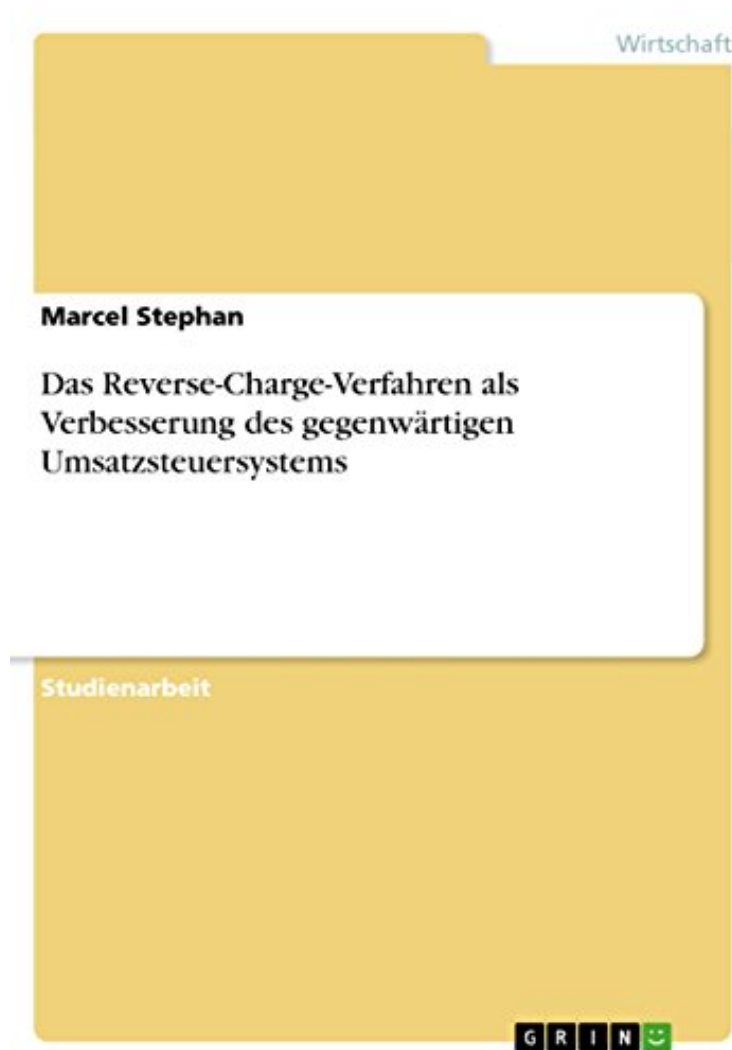 Wirtschaft
Marcel Stephan
Das Reverse-Charge-Verfahren als
Verbesserung des gegenwärtigen
Umsatzsteuersystems
Studienarbeit
GRIN